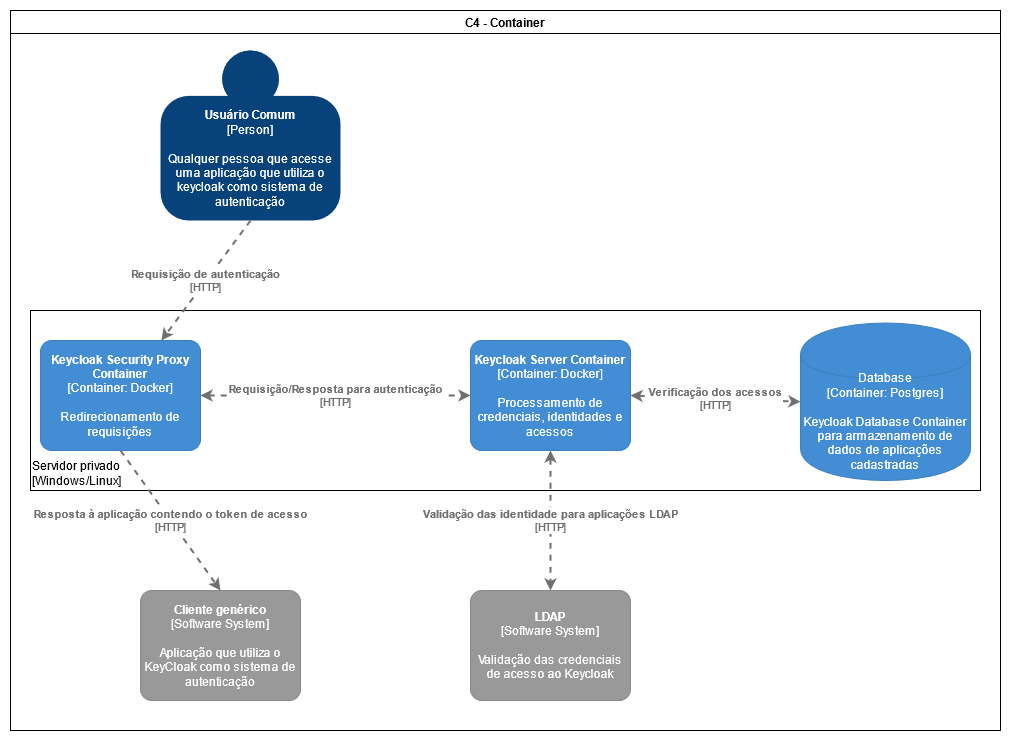 C4 - Container
Usuário Comum
[Person]
Qualquer pessoa que acesse
uma aplicação que utiliza o
keycloak como sistema de
autenticação
Requisição de autenticação
[HTTP]
Keycloak Security Proxy
Container
[Container: Docker]
Redirecionamento de
requisições
Requisição/Resposta para autenticação
[HTTP]
Keycloak Server Container
[Container: Docker]
Processamento de
credenciais, identidades e
acessos
Verificação dos acessos
[HTTP]
Database
[Container: Postgres]
Keycloak Database Container
para armazenamento de
dados de aplicações
cadastradas
Servidor privado
[Windows/Linux]
Resposta à aplicação contendo o token de acesso
[HTTP]
Validação das identidade para aplicações LDAP
[HTTP]
Cliente genérico
[Software System]
Aplicação que utiliza o
KeyCloak como sistema de
autenticação
LDAP
[Software System]
Validação das credenciais
de acesso ao Keycloak